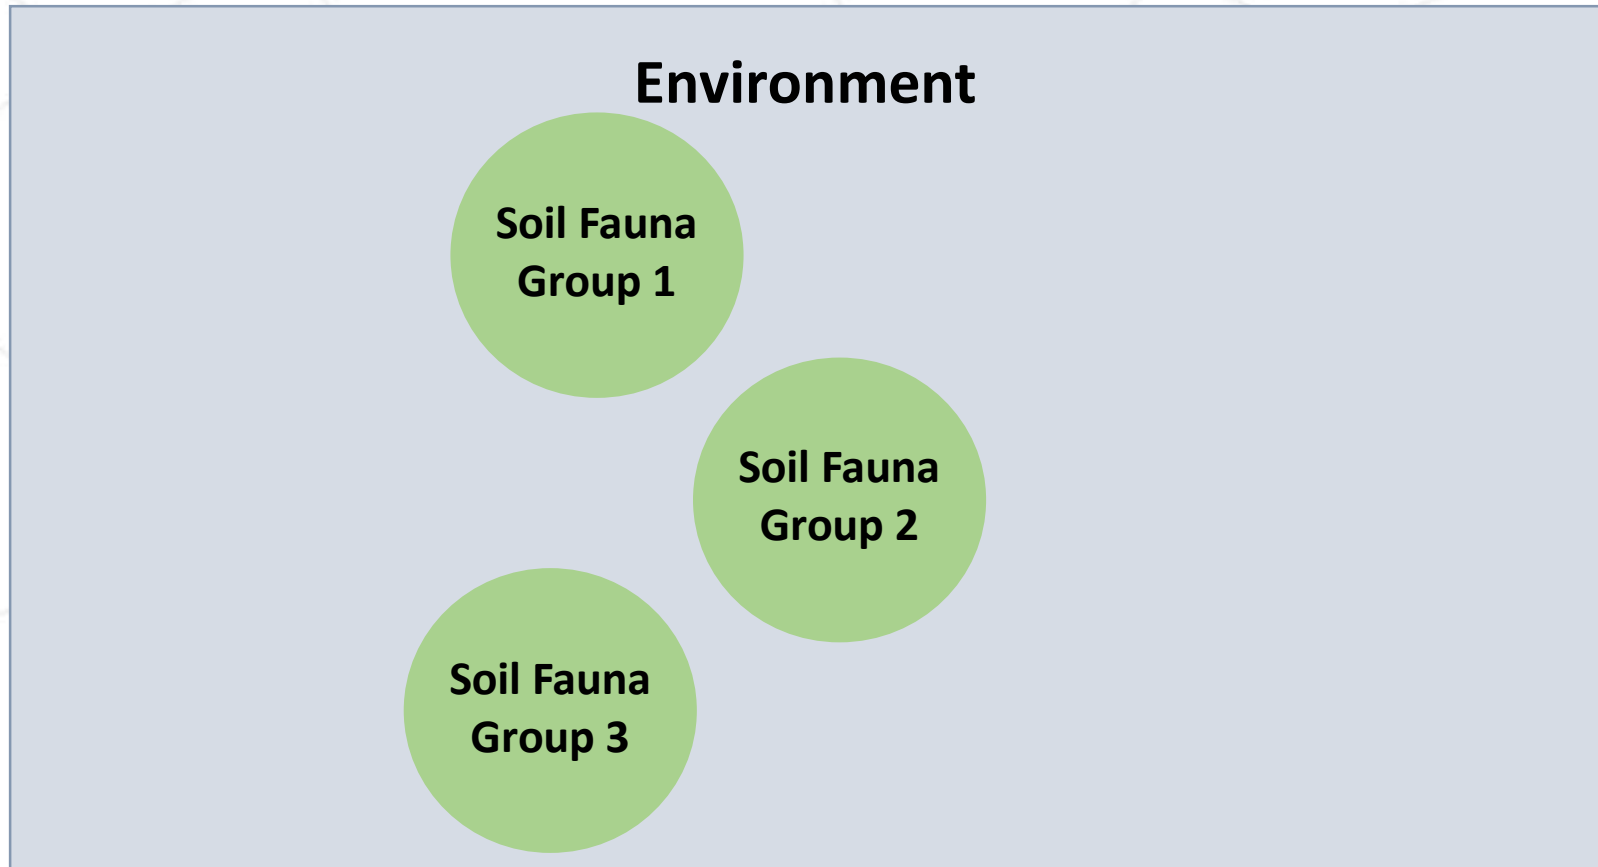 Environment
Soil Fauna
Group 1
Soil Fauna
Group 2
Soil Fauna
Group 3